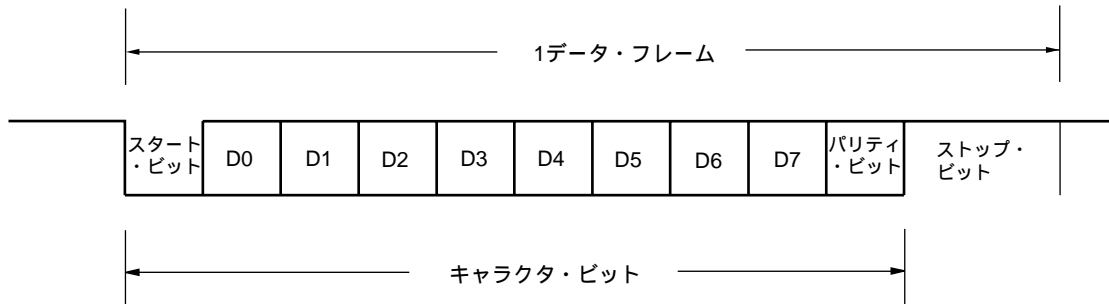 1データ・フレーム
スタート
・ビット
D0
D1
D2
D3
D4
D5
D6
D7
パリティ
・ビット
ストップ・
ビット
キャラクタ・ビット